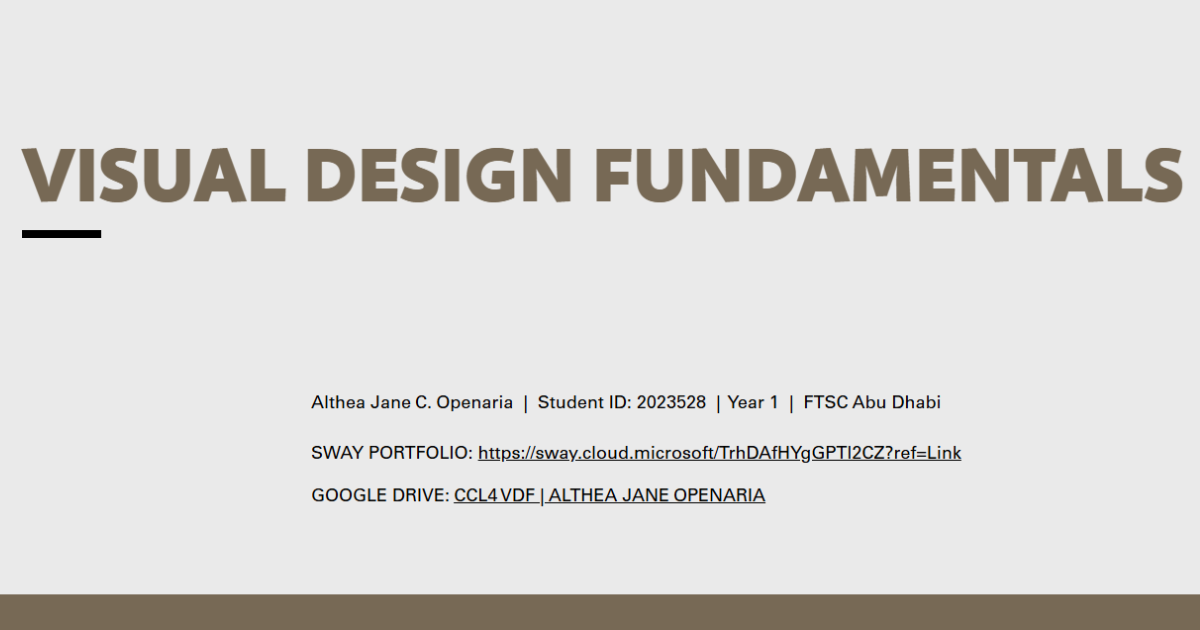 VISUAL DESIGN FUNDAMENTALS
Althea Jane C. Openaria | Student ID: 2023528 | Year 1 | FTSC Abu Dhabi
SWAY PORTFOLIO: https://sway.cloud.microsoft/TrhDAfHYgGPTI2CZ?ref=Link
GOOGLE DRIVE: CCL4 VDF | ALTHEA JANE OPENARIA